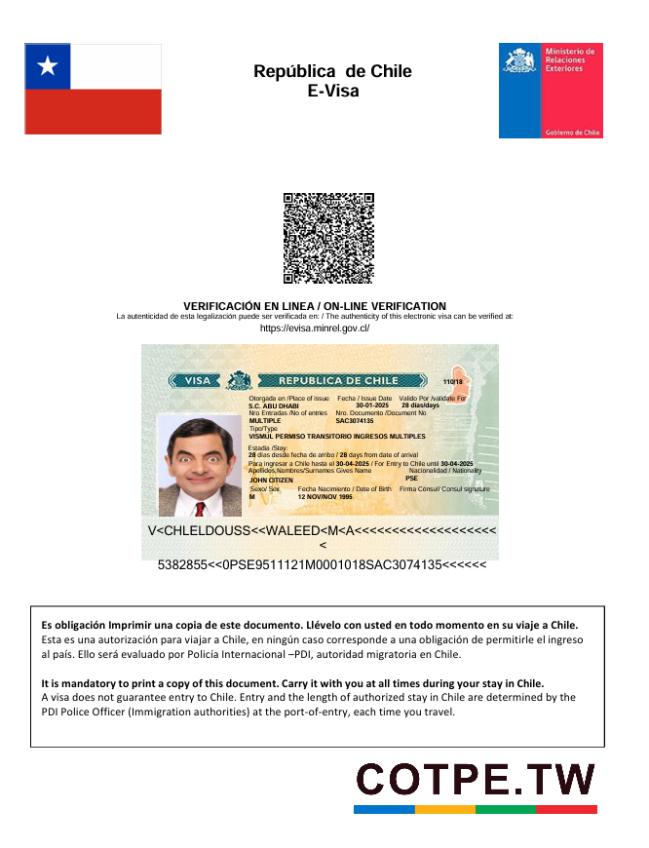 República de Chile
E-Visa
Ministerio de
Relaciones
Exteriores
Gobierno de Chile
VERIFICACIÓN EN LINEA / ON-LINE VERIFICATION
La autenticidad de esta legalización puede ser verificada en: / The authenticity of this electronic visa can be verified at:
https://evisa.minrel.gov.cl/
VISA REPUBLICA DE CHILE 110/18
Otorgada en /Place of Issue Fecha / Issue Date Valido Por /validate For
S.C. ABU DHABI 30-01-2025 28 dias/days
Nro Entradas /No of entries Nro. Documento /Document No
MULTIPLE SAC3074135
Tipo/Type
VISMUL PERMISO TRANSITORIO INGRESOS MULTIPLES
Estadia /Stay:
28 dias desde fecha de arribo / 28 days from date of arrival
Para ingresar a Chile hasta el 30-04-2025 / For Entry to Chile until 30-04-2025
Apellidos,Nombres/Surnames Gives Name Nacionalidad / Nationality
JOHN CITIZEN PSE
Sexo/ Sex Fecha Nacimiento / Date of Birth Firma Cónsul/ Consul signature
M 12 NOV/NOV 1995
V<CHLELDOUSS<<WALEED<M<A<<<<<<<<<<<<<<<<<<<<
<
5382855<<0PSE9511121M0001018SAC3074135<<<<<<
Es obligación Imprimir una copia de este documento. Llévelo con usted en todo momento en su viaje a Chile.
Esta es una autorización para viajar a Chile, en ningún caso corresponde a una obligación de permitirle el ingreso
al país. Ello será evaluado por Policía Internacional –PDI, autoridad migratoria en Chile.
It is mandatory to print a copy of this document. Carry it with you at all times during your stay in Chile.
A visa does not guarantee entry to Chile. Entry and the length of authorized stay in Chile are determined by the
PDI Police Officer (Immigration authorities) at the port-of-entry, each time you travel.
COTPE.TW